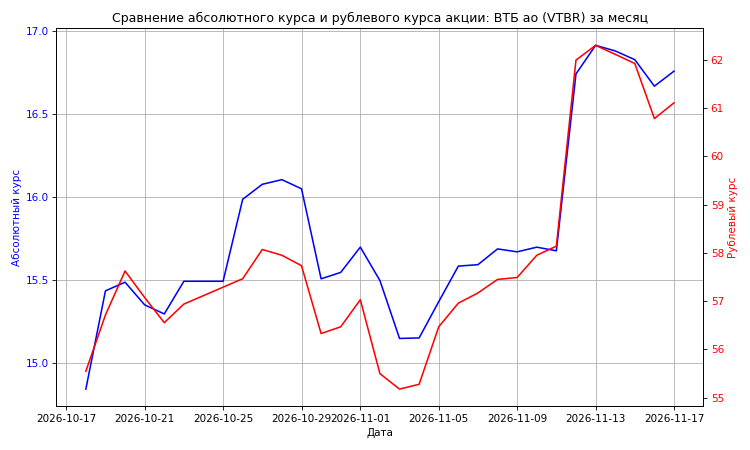 Сравнение абсолютного курса и рублевого курса акции: ВТБ ао (VTBR) за месяц
Абсолютный курс
17.0
16.5
16.0
15.5
15.0
62
61
60
59
58
57
56
55
Рублевый курс
2026-10-17 2026-10-21 2026-10-25 2026-10-29 2026-11-01 2026-11-05 2026-11-09 2026-11-13 2026-11-17
Дата